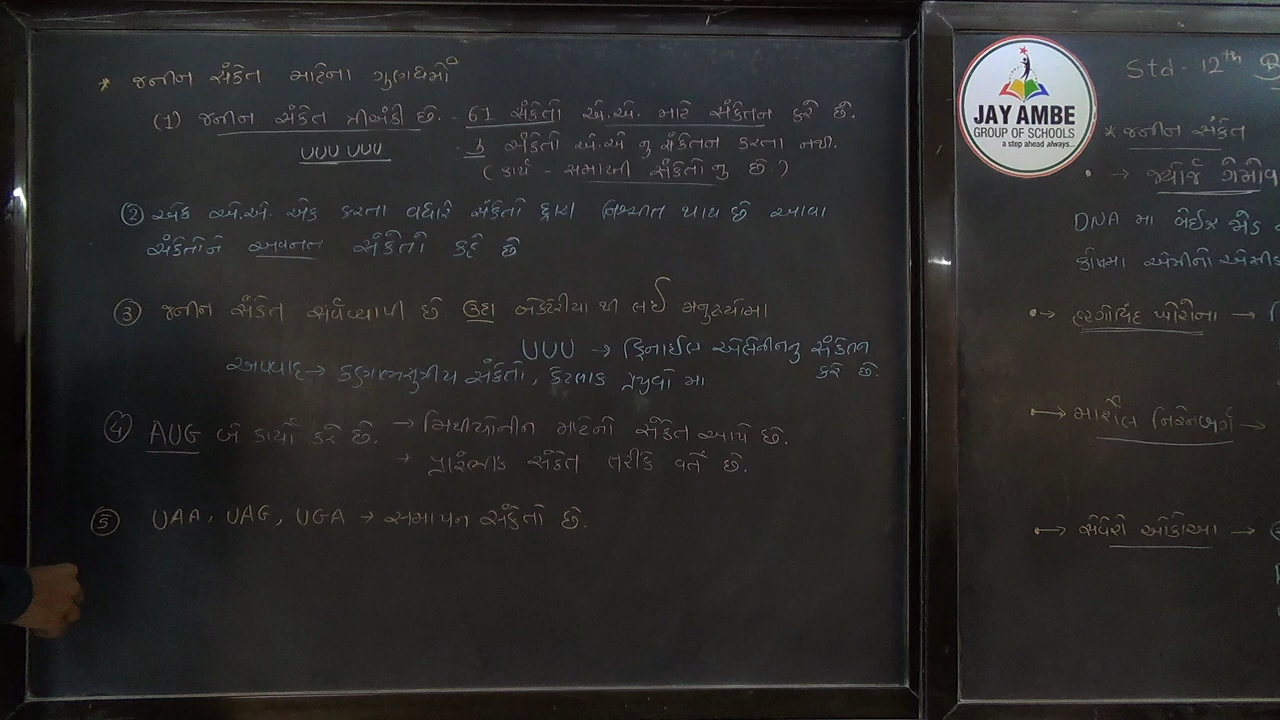 * જનીન સંકેત માટેના ગુણધર્મો
(1) જનીન સંકેત ત્રીઅંકી છે. - 61 સંકેતો એ.એ. માટે સંકેતન કરે છે.
UUU UUU
. 3 સંકેતો એ.એ નુ સંકેતન કરતા નથી.
(કાર્ય - સમાપ્તી સંકેતો નુ છે.)
② એક એ.એ. એક કરતા વધારે સંકેતો દ્વારા નિશ્ચીત થાય છે આવા
સંકેતોને અવનત સંકેતો કહે છે
③ જનીન સંકેત સર્વવ્યાપી છે ઉદા બેક્ટેરીયા થી લઈ મનુષ્યોમા
UUU → ફિનાઈલ એલેનીનનુ સંકેતન
કરે છે.
અપવાદ → કણાભસુત્રીય સંકેતો, કેટલાક પ્રજીવો મા
④ AUG બે કાર્યો કરે છે. → મિથીયોનીન માટેનો સંકેત આપે છે.
→ પ્રારંભીક સંકેત તરીકે વર્તે છે.
⑤ UAA, UAG, UGA → સમાપન સંકેતો છે.
JAY AMBE
GROUP OF SCHOOLS
a step ahead always...
Std - 12th
* જનીન સંકેત
→ જ્યોર્જ ગેમોવ
DNA મા બેઈઝ
→ હરગોવિંદ ખોરાના →
→ માર્શલ નિરેનબર્ગ →
→ સેવેરો ઓકોઆ →